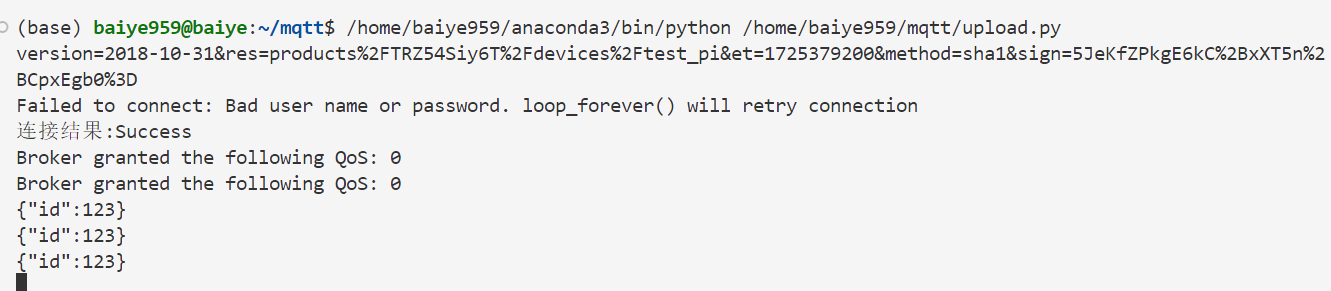 (base) baiye959@baiye:~/mqtt$ /home/baiye959/anaconda3/bin/python /home/baiye959/mqtt/upload.py
version=2018-10-31&res=products%2FTRZ54Siy6T%2Fdevices%2Ftest_pi&et=1725379200&method=sha1&sign=5JeKfZPkgE6kC%2BxXT5n%2
BCpxEgb0%3D
Failed to connect: Bad user name or password. loop_forever() will retry connection
连接结果:Success
Broker granted the following QoS: 0
Broker granted the following QoS: 0
{"id":123}
{"id":123}
{"id":123}